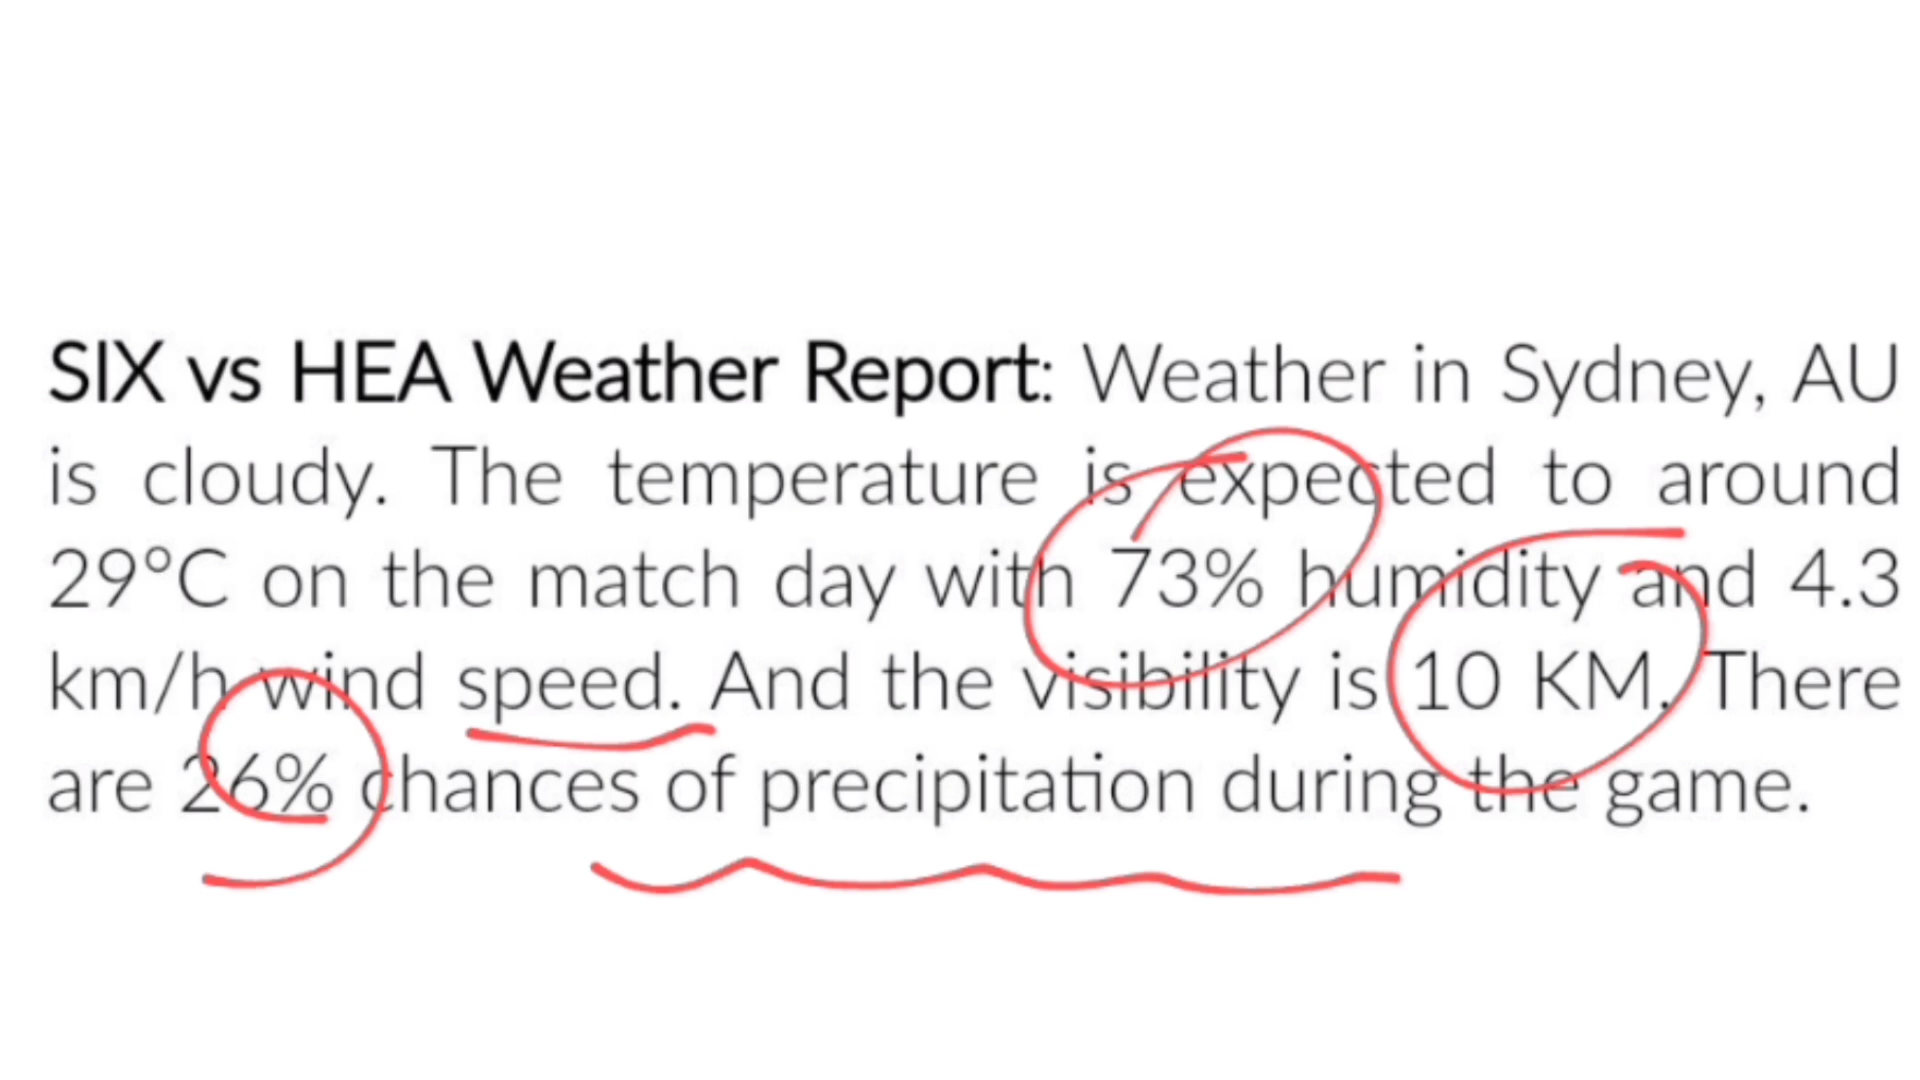 SIX vs HEA Weather Report: Weather in Sydney, AU
is cloudy. The temperature is expected to around
29°C on the match day with 73% humidity and 4.3
km/h wind speed. And the visibility is 10 KM. There
are 26% chances of precipitation during the game.